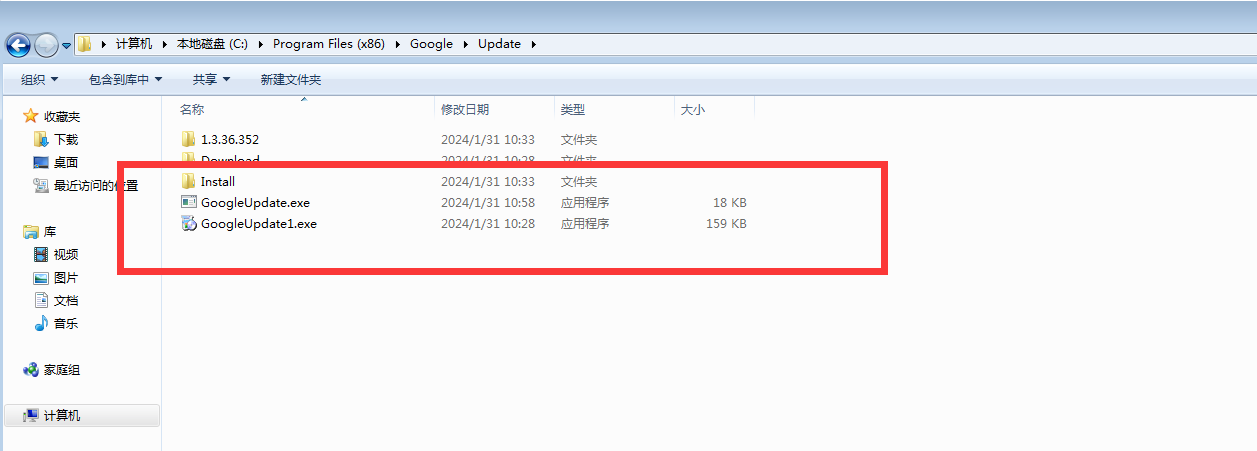 计算机 本地磁盘 (C:) Program Files (x86) Google Update
组织 包含到库中 共享 新建文件夹
收藏夹
下载
桌面
最近访问的位置
库
视频
图片
文档
音乐
家庭组
计算机
名称 修改日期 类型 大小
1.3.36.352 2024/1/31 10:33 文件夹
Download 2024/1/31 10:28 文件夹
Install 2024/1/31 10:33 文件夹
GoogleUpdate.exe 2024/1/31 10:58 应用程序 18 KB
GoogleUpdate1.exe 2024/1/31 10:28 应用程序 159 KB